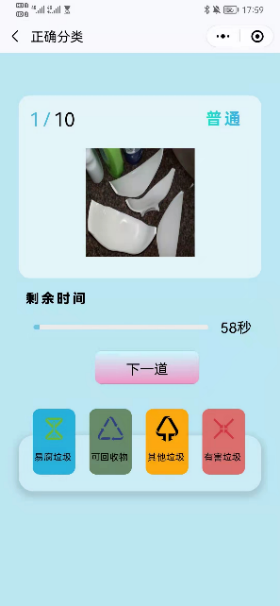 17:59
正确分类
1/10
普通
剩余时间
58秒
下一道
易腐垃圾
可回收物
其他垃圾
有害垃圾